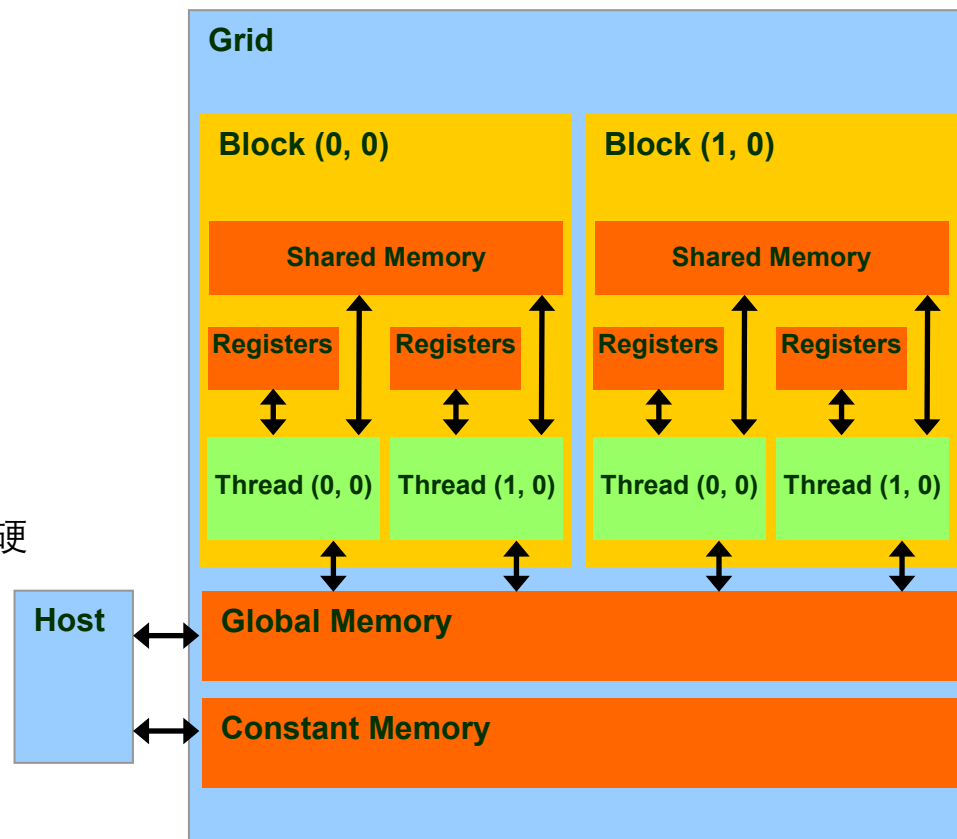 Grid
Block (0, 0) Block (1, 0)
Shared Memory Shared Memory
Registers Registers Registers Registers
Thread (0, 0) Thread (1, 0) Thread (0, 0) Thread (1, 0)
硬
Host Global Memory
Constant Memory